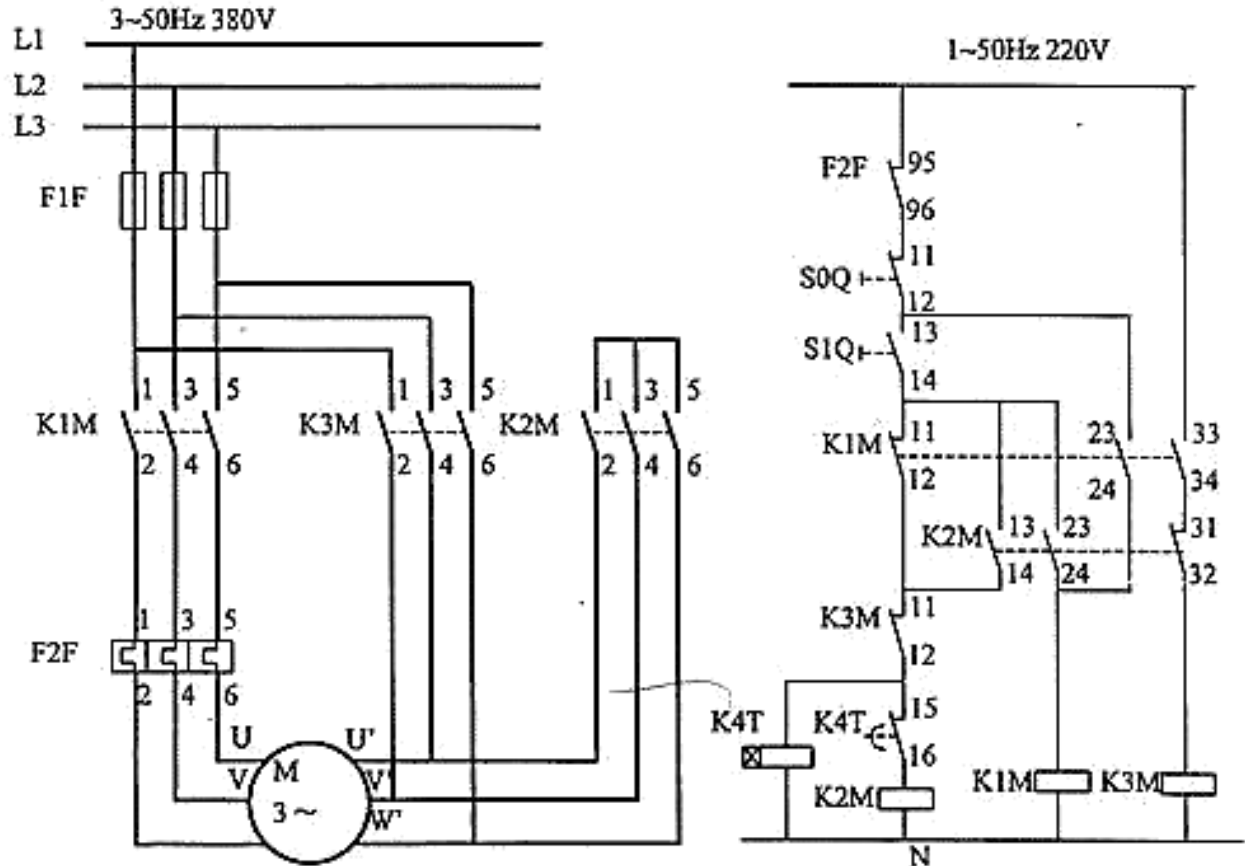 3~50Hz 380V
L1
L2
L3
F1F
1 3 5
K1M
2 4 6
1 3 5
K3M
2 4 6
1 3 5
K2M
2 4 6
1 3 5
F2F
2 4 6
U
V
M
3~
U'
V'
W'
1~50Hz 220V
F2F
95
96
S0Q
11
12
S1Q
13
14
K1M
11
12
23
24
33
34
K2M
13
14
23
24
31
32
K3M
11
12
K4T
K4T
15
16
K2M
K1M
K3M
N